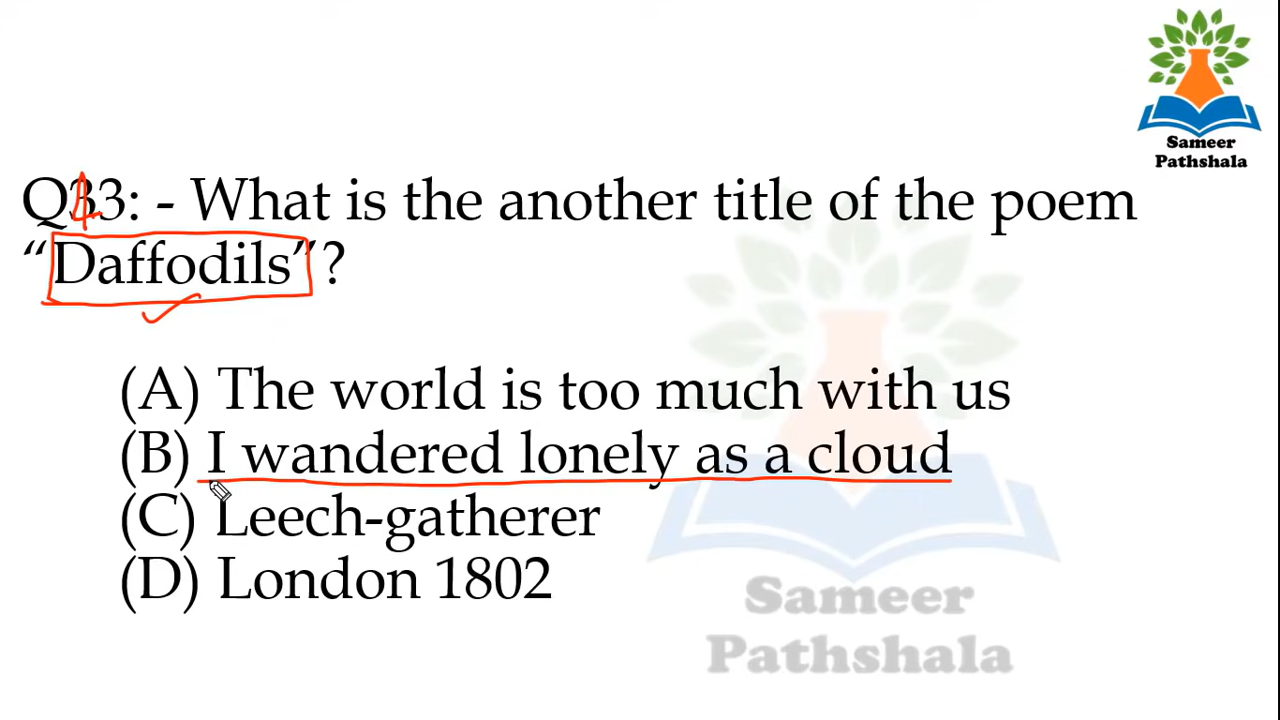 Sameer
Pathshala
Q43: - What is the another title of the poem
“Daffodils”?
(A) The world is too much with us
(B) I wandered lonely as a cloud
(C) Leech-gatherer
(D) London 1802
Sameer
Pathshala